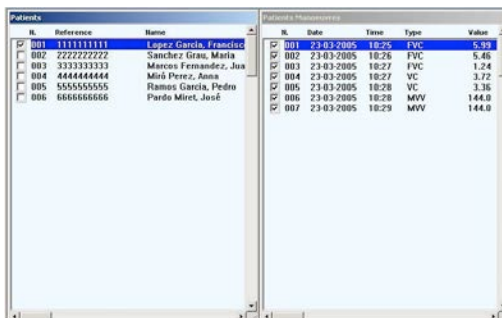 Patients
N. Reference Name
001 1111111111 Lopez Garcia, Francisco
002 2222222222 Sanchez Grau, Maria
003 3333333333 Marcos Fernandez, Jua
004 4444444444 Miró Perez, Anna
005 5555555555 Ramos Garcia, Pedro
006 6666666666 Pardo Miret, José
Patients Manoeuvres
N. Date Time Type Value
001 23-03-2005 10:25 FVC 5.99
002 23-03-2005 10:26 FVC 5.46
003 23-03-2005 10:27 FVC 1.24
004 23-03-2005 10:27 VC 3.72
005 23-03-2005 10:28 VC 3.36
006 23-03-2005 10:28 MVV 144.0
007 23-03-2005 10:29 MVV 144.0